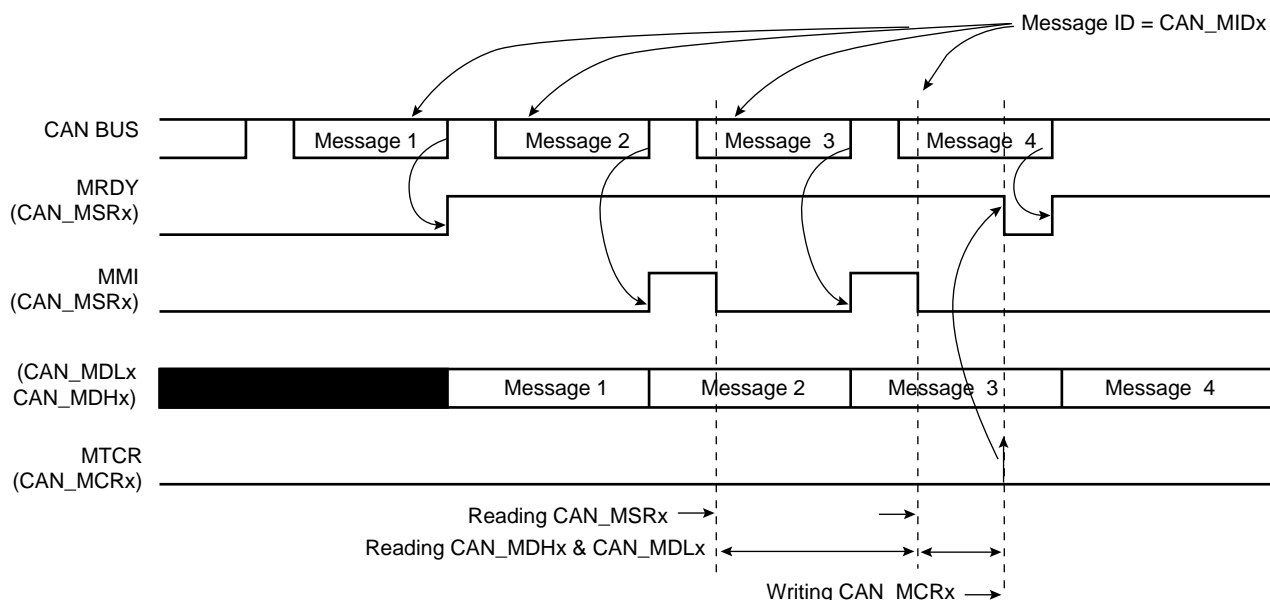 Message ID = CAN_MIDx
CAN BUS
Message 1
Message 2
Message 3
Message 4
MRDY
(CAN_MSRx)
MMI
(CAN_MSRx)
(CAN_MDLx
CAN_MDHx)
Message 1
Message 2
Message 3
Message 4
MTCR
(CAN_MCRx)
Reading CAN_MSRx
Reading CAN_MDHx & CAN_MDLx
Writing CAN_MCRx